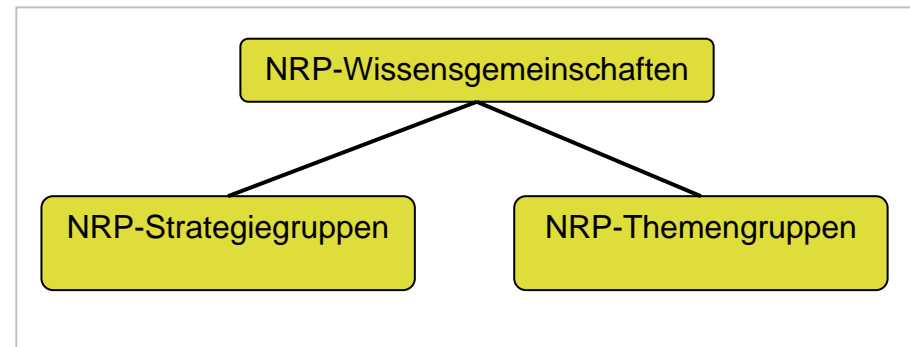 NRP-Wissensgemeinschaften
NRP-Strategiegruppen
NRP-Themengruppen